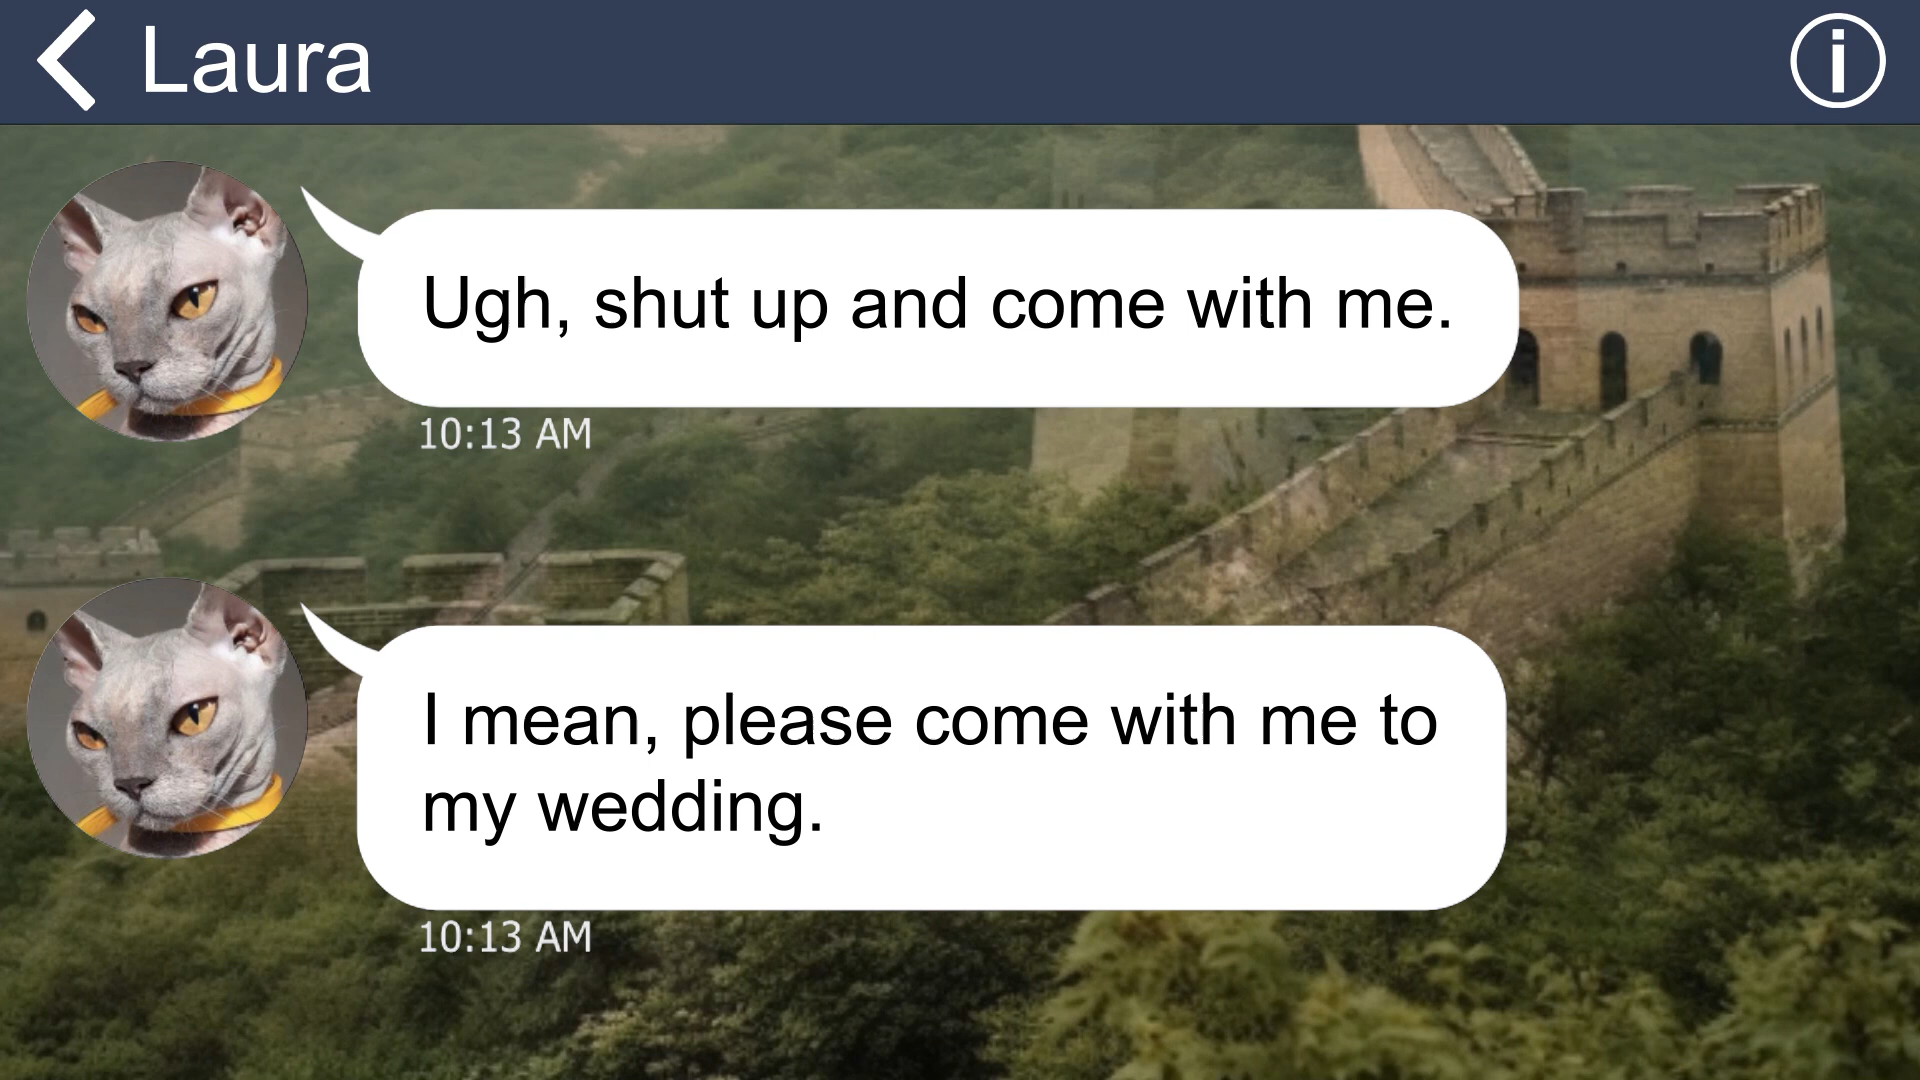 Laura
Ugh, shut up and come with me.
10:13 AM
I mean, please come with me to
my wedding.
10:13 AM